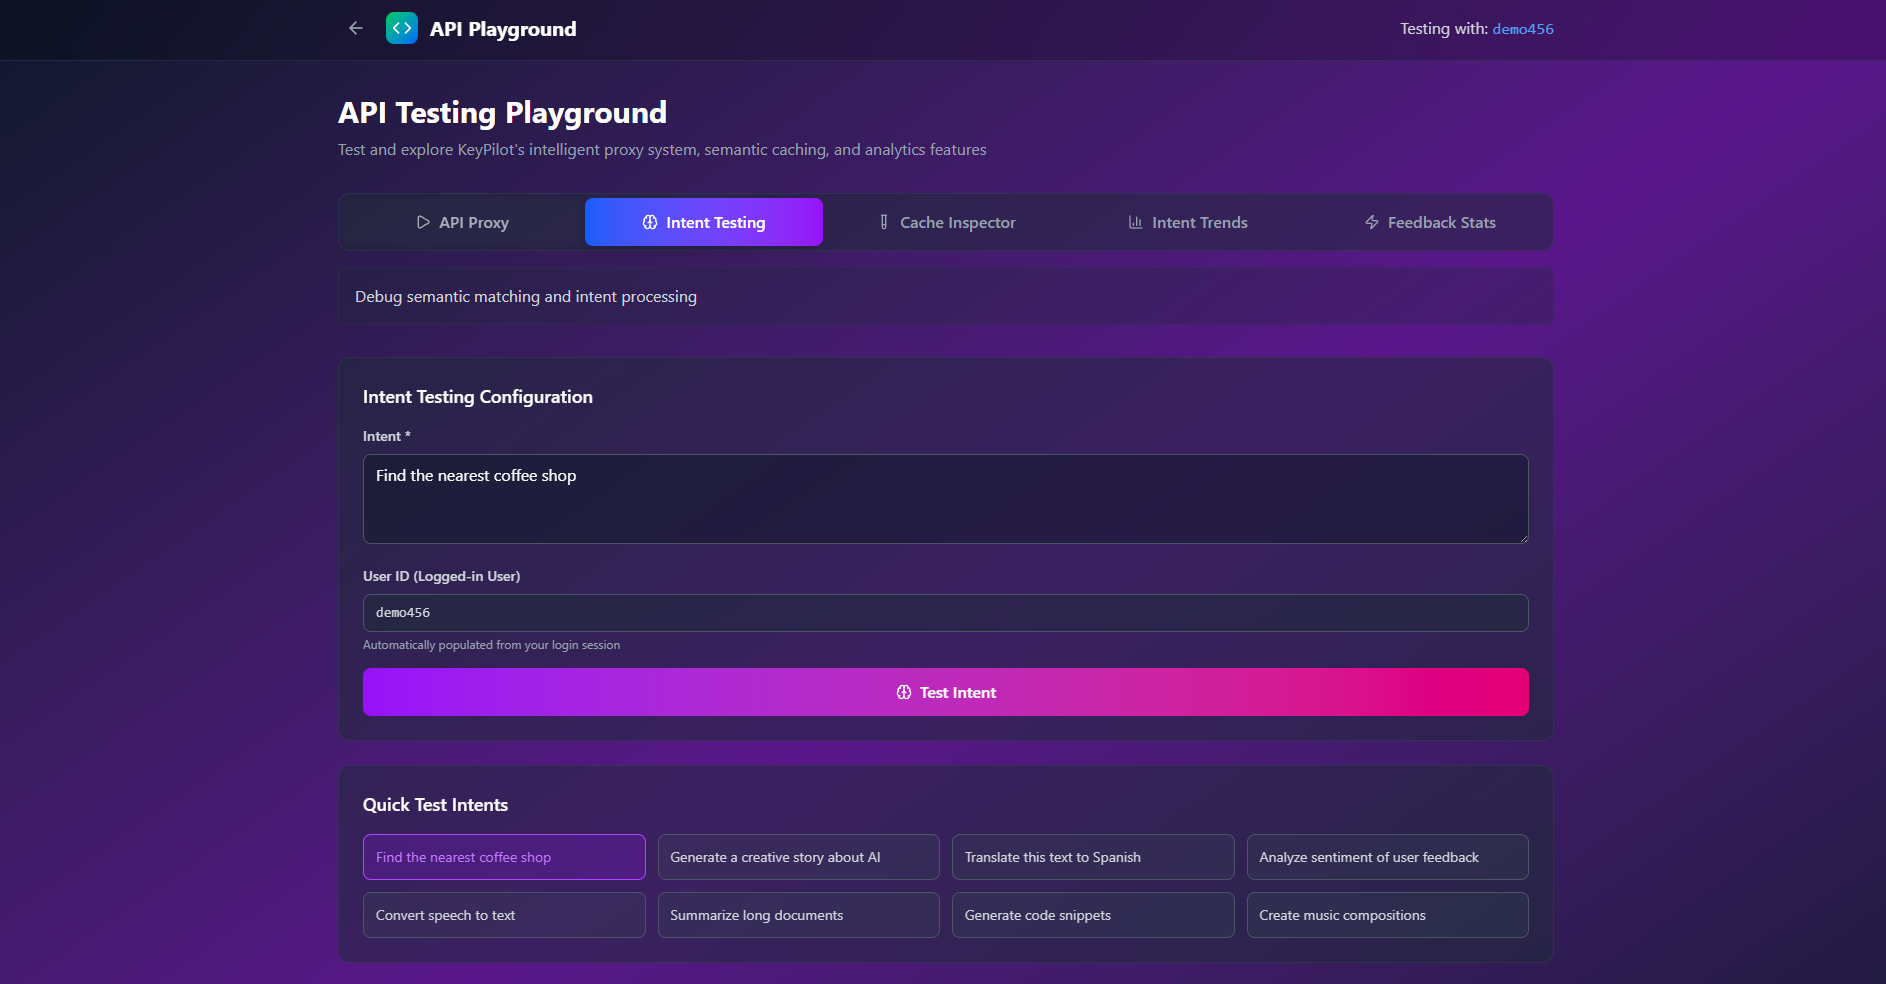 API Playground
Testing with: demo456
API Testing Playground
Test and explore KeyPilot's intelligent proxy system, semantic caching, and analytics features
API Proxy
Intent Testing
Cache Inspector
Intent Trends
Feedback Stats
Debug semantic matching and intent processing
Intent Testing Configuration
Intent *
Find the nearest coffee shop
User ID (Logged-in User)
demo456
Automatically populated from your login session
Test Intent
Quick Test Intents
Find the nearest coffee shop
Generate a creative story about AI
Translate this text to Spanish
Analyze sentiment of user feedback
Convert speech to text
Summarize long documents
Generate code snippets
Create music compositions